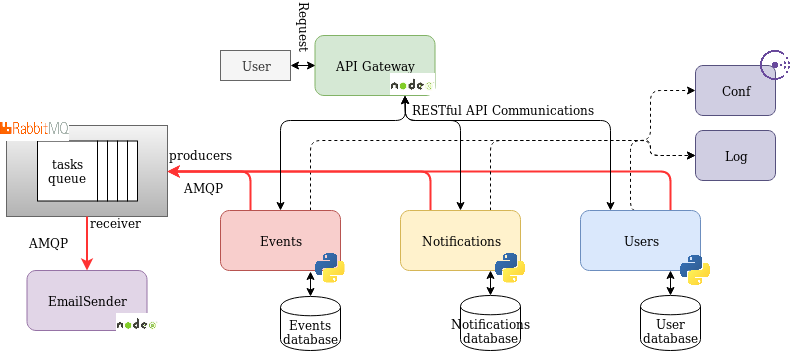 Request
User
API Gateway
node
RESTful API Communications
Conf
Log
RabbitMQ
tasks
queue
producers
AMQP
receiver
AMQP
EmailSender
node
Events
Notifications
Users
Events
database
Notifications
database
User
database